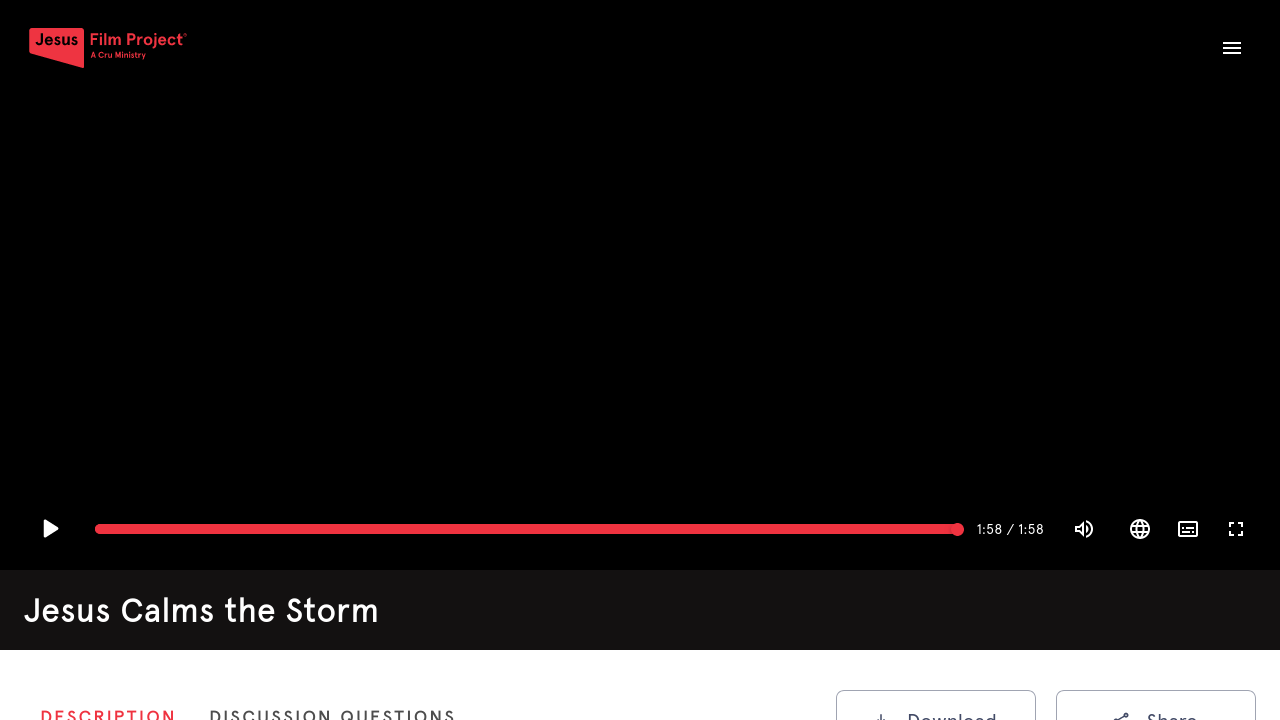 Jesus Film Project®
A Cru Ministry
1:58 / 1:58
Jesus Calms the Storm
DESCRIPTION DISCUSSION QUESTIONS Download Share